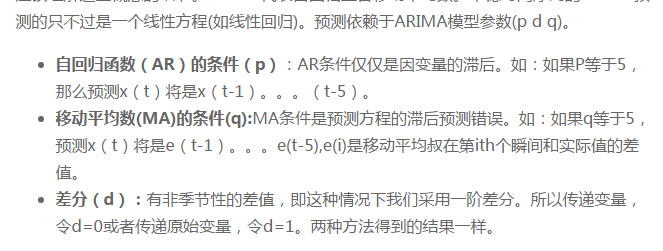 测的只不过是一个线性方程(如线性回归)。预测依赖于ARIMA模型参数(p d q)。
自回归函数（AR）的条件（p）：AR条件仅仅是因变量的滞后。如：如果P等于5，
那么预测x（t）将是x（t-1）。。。（t-5）。
移动平均数(MA)的条件(q):MA条件是预测方程的滞后预测错误。如：如果q等于5，
预测x（t）将是e（t-1）。。。e(t-5),e(i)是移动平均叔在第ith个瞬间和实际值的差
值。
差分（d）：有非季节性的差值，即这种情况下我们采用一阶差分。所以传递变量，
令d=0或者传递原始变量，令d=1。两种方法得到的结果一样。